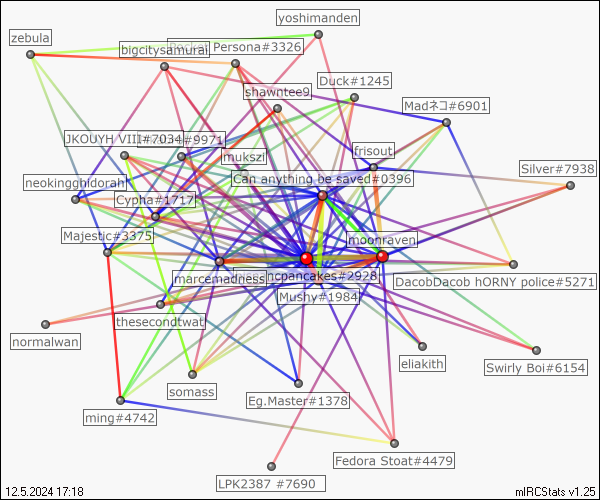 yoshimanden
zebula
bigcitysamurai
Persona#3326
Duck#1245
shawntee9
Madネコ#6901
JKOUYH VIII#7034
#9971
mukszi
frisout
Can anything be saved#0396
Silver#7938
neokingghidorah
Cypha#1717
Majestic#3375
moonraven
marcemadness
ncpancakes#2928
DacobDacob hORNY police#5271
Mushy#1984
thesecondtwat
normalwan
eliakith
Swirly Boi#6154
somass
Eg.Master#1378
ming#4742
Fedora Stoat#4479
LPK2387 #7690
12.5.2024 17:18
mIRCStats v1.25